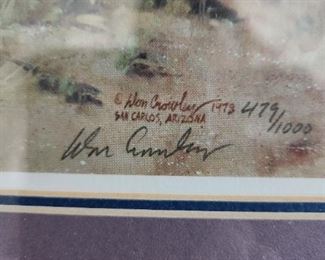 © Don Crowley 1973 479/1000
SAN CARLOS, ARIZONA
Don Crowley